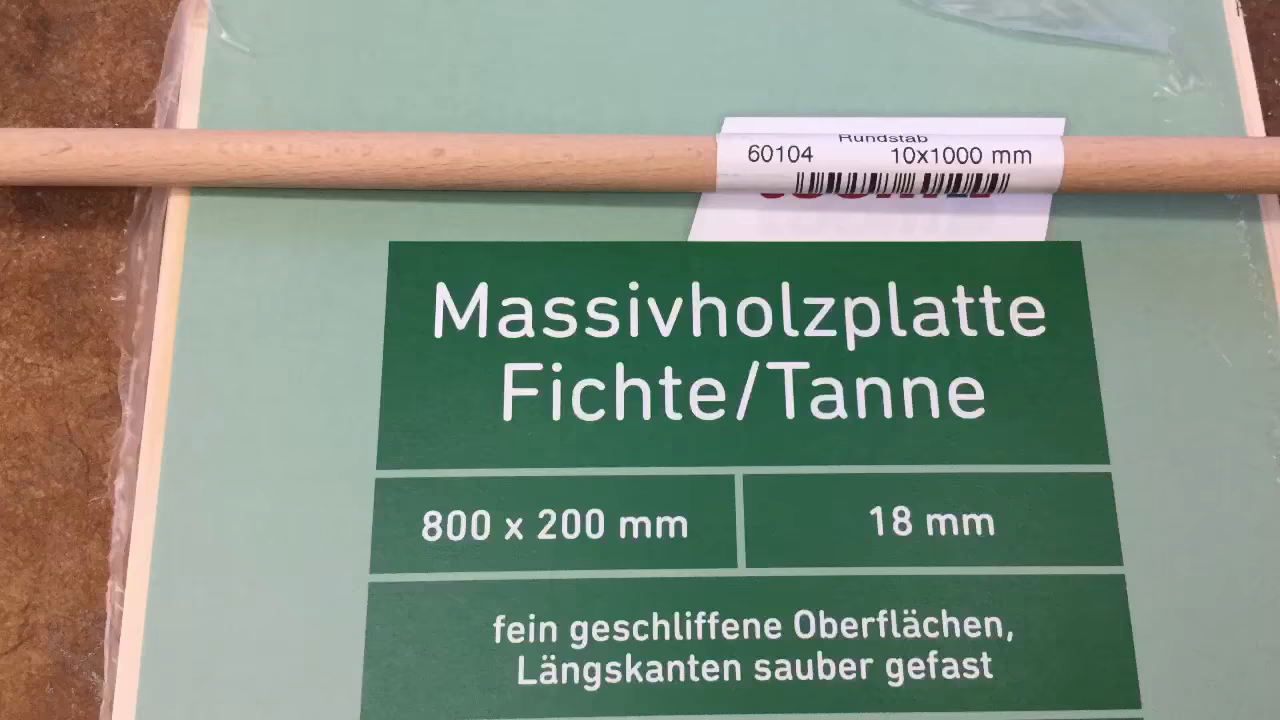 Rundstab
60104 10x1000 mm
Massivholzplatte
Fichte/Tanne
800 x 200 mm
18 mm
fein geschliffene Oberflächen,
Längskanten sauber gefast